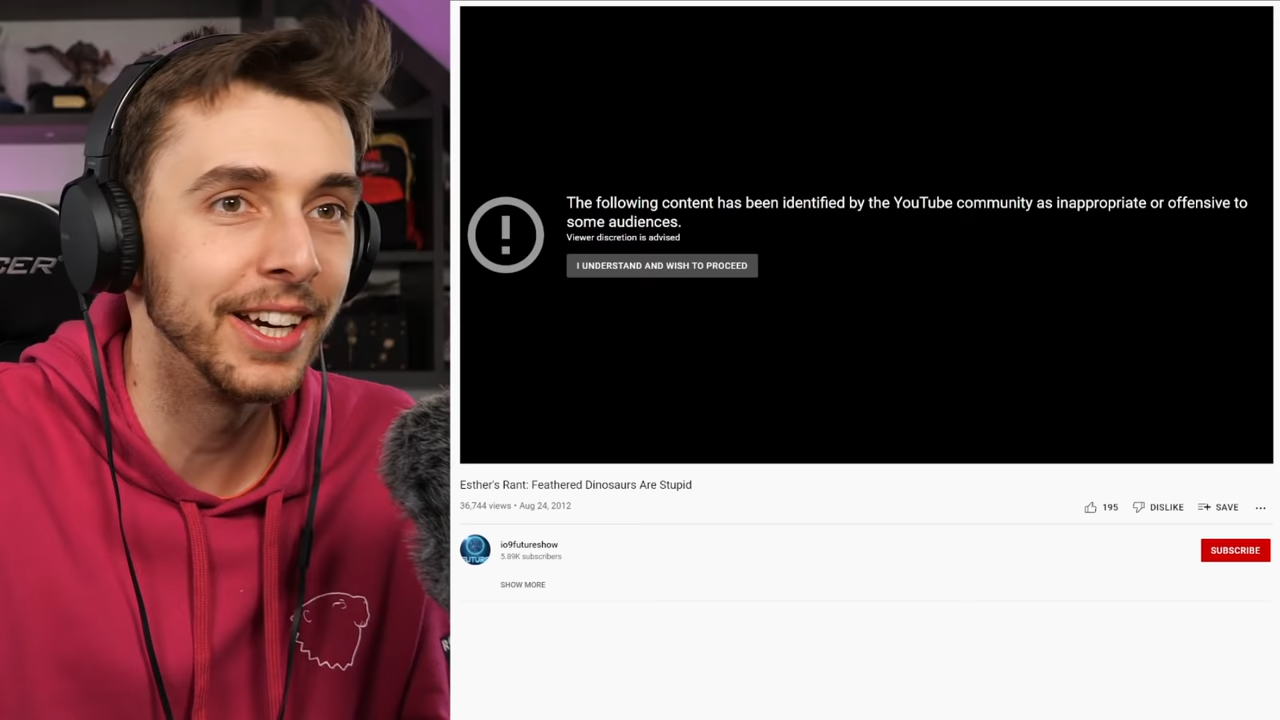 CER
The following content has been identified by the YouTube community as inappropriate or offensive to
some audiences.
Viewer discretion is advised
I UNDERSTAND AND WISH TO PROCEED
Esther's Rant: Feathered Dinosaurs Are Stupid
36,744 views • Aug 24, 2012
195
DISLIKE
SAVE
io9futureshow
5.89K subscribers
SUBSCRIBE
SHOW MORE